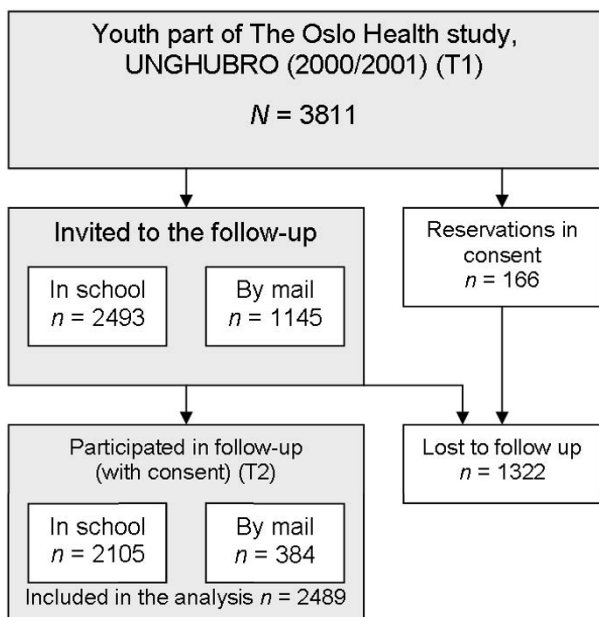 Youth part of The Oslo Health study,
UNGHUBRO (2000/2001) (T1)
N = 3811
Invited to the follow-up
In school
n = 2493
By mail
n = 1145
Reservations in
consent
n = 166
Participated in follow-up
(with consent) (T2)
In school
n = 2105
By mail
n = 384
Included in the analysis n = 2489
Lost to follow up
n = 1322